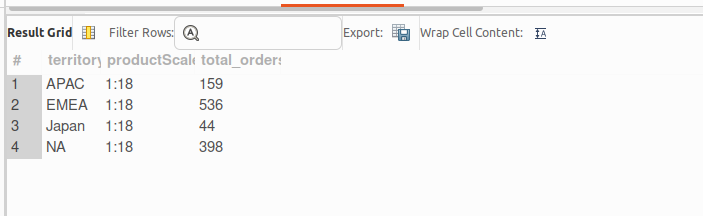 Result Grid Filter Rows: Export: Wrap Cell Content:
# territory productScale total_orders
1 APAC 1:18 159
2 EMEA 1:18 536
3 Japan 1:18 44
4 NA 1:18 398